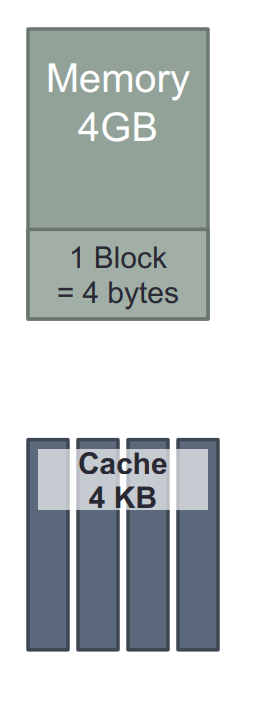 Memory
4GB
1 Block
= 4 bytes
Cache
4 KB